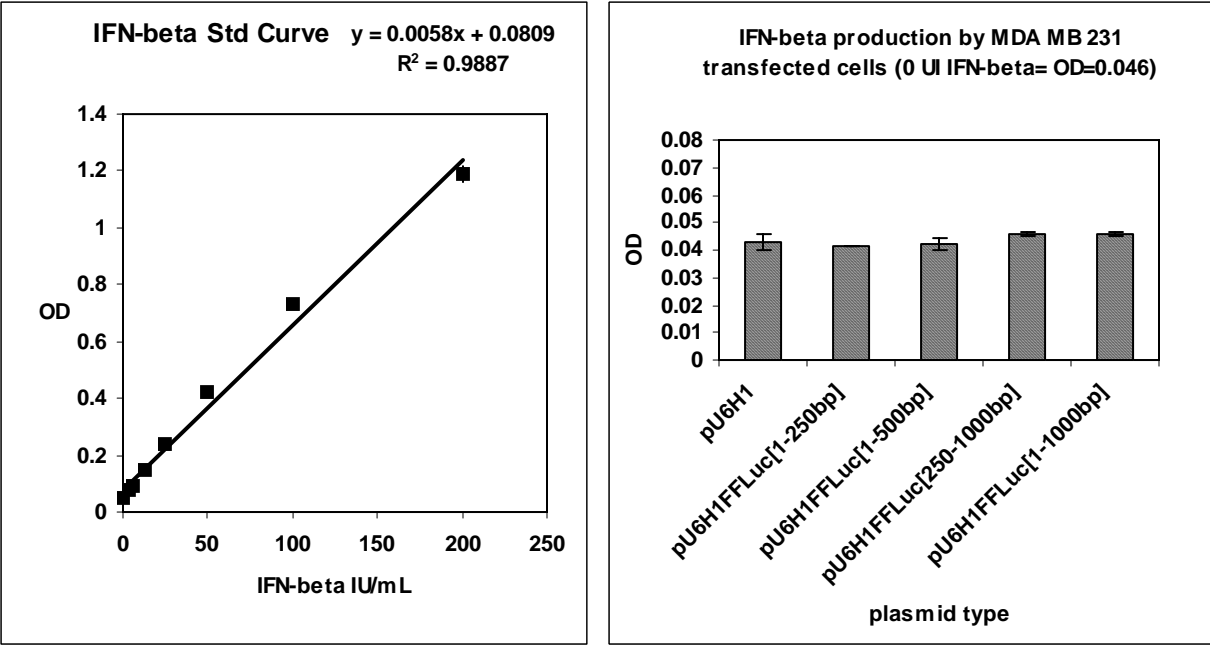 IFN-beta Std Curve y = 0.0058x + 0.0809
R² = 0.9887
1.4
1.2
1
0.8
0.6
0.4
0.2
0
OD
0 50 100 150 200 250
IFN-beta IU/mL
IFN-beta production by MDA MB 231
transfected cells (0 UI IFN-beta= OD=0.046)
0.08
0.07
0.06
0.05
0.04
0.03
0.02
0.01
0
OD
pU6H1
pU6H1FFLuc[1-250bp]
pU6H1FFLuc[1-500bp]
pU6H1FFLuc[250-1000bp]
pU6H1FFLuc[1-1000bp]
plasmid type